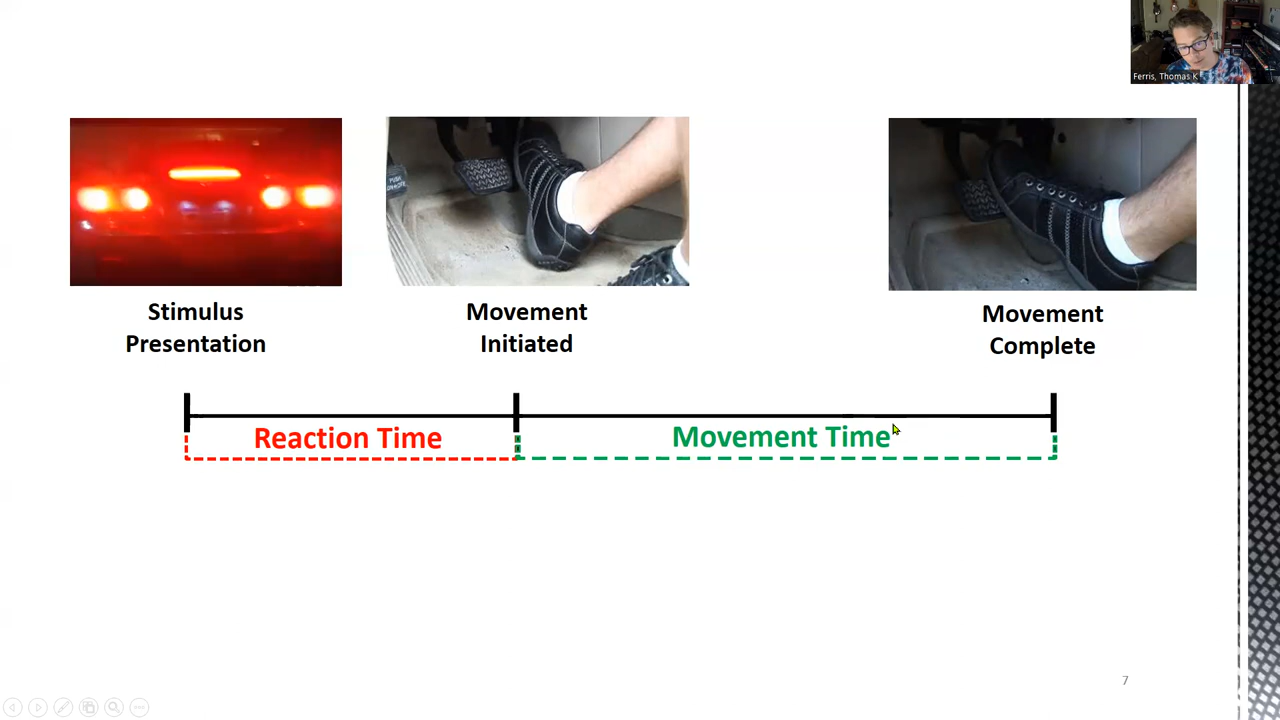 Ferris, Thomas K
Stimulus
Presentation
Movement
Initiated
Movement
Complete
Reaction Time
Movement Time
7